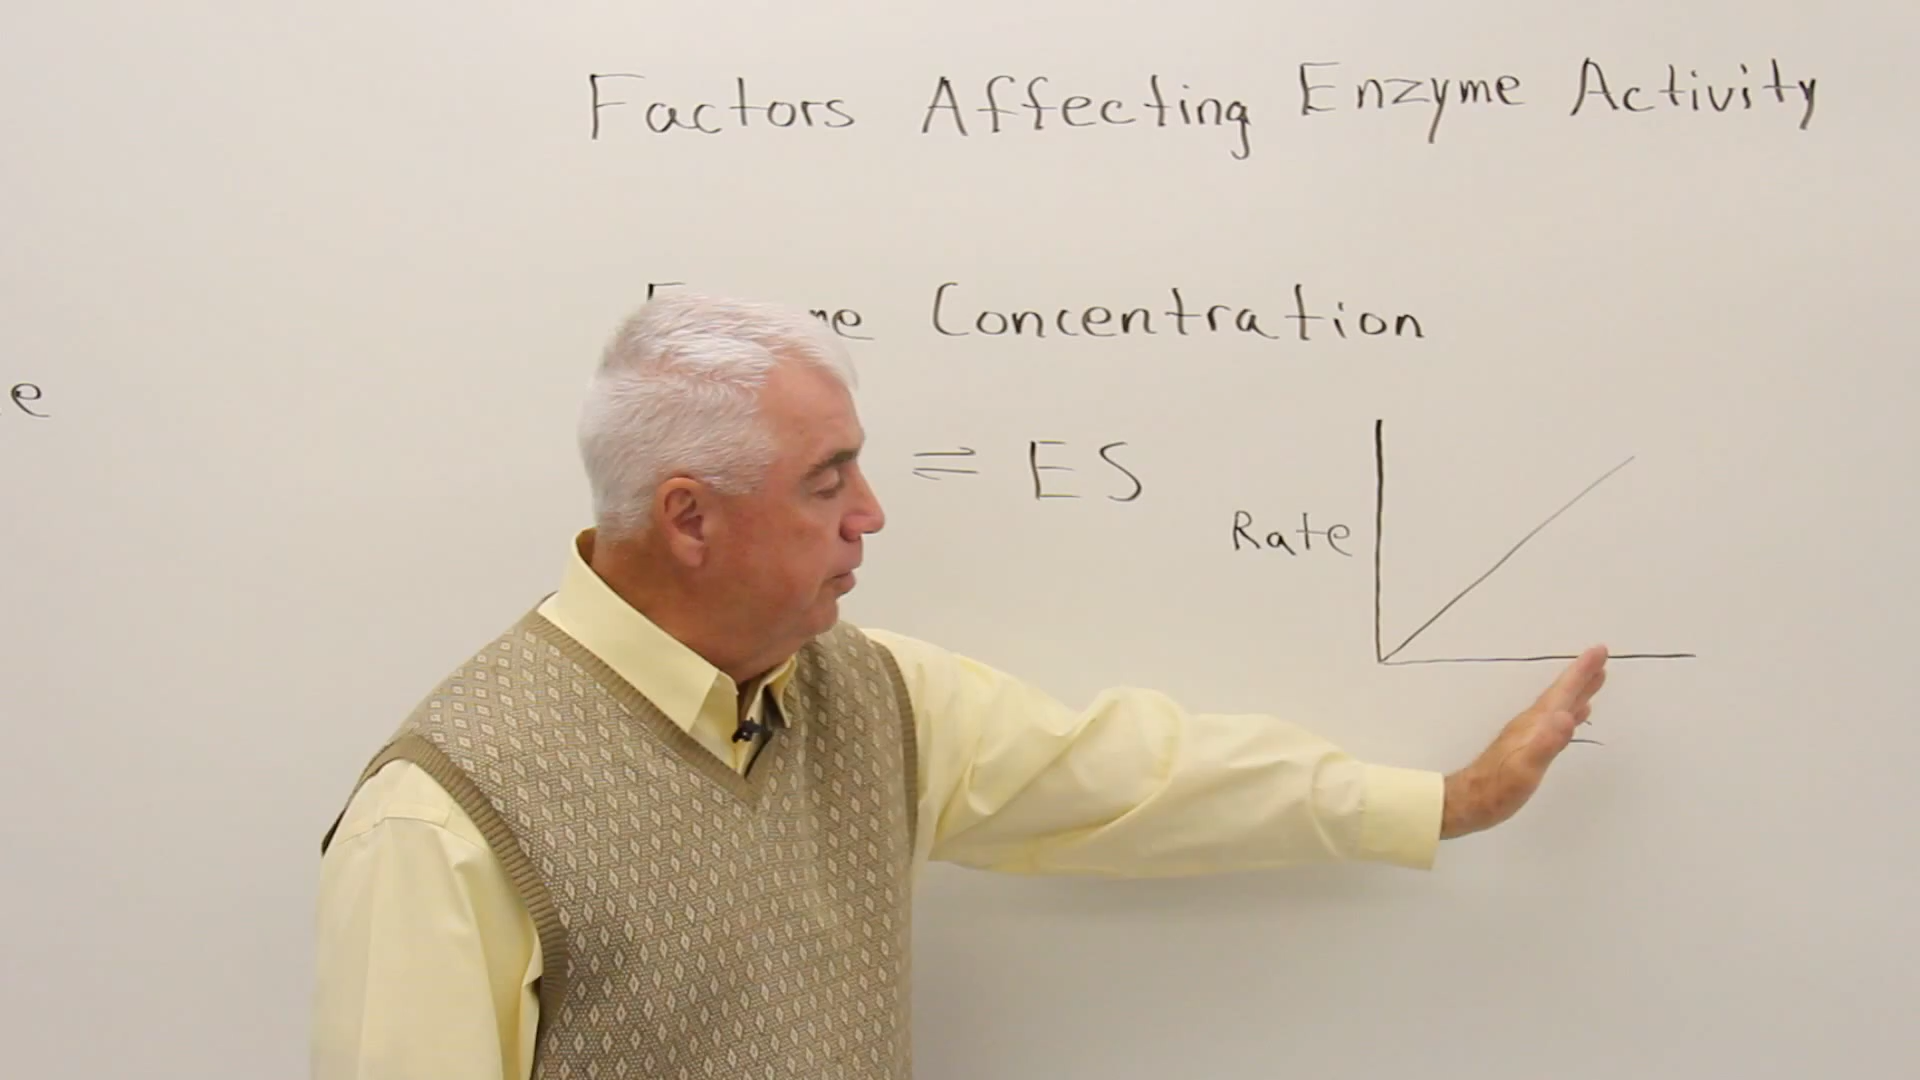 Factors Affecting Enzyme Activity
Concentration
e
⇌ ES
Rate